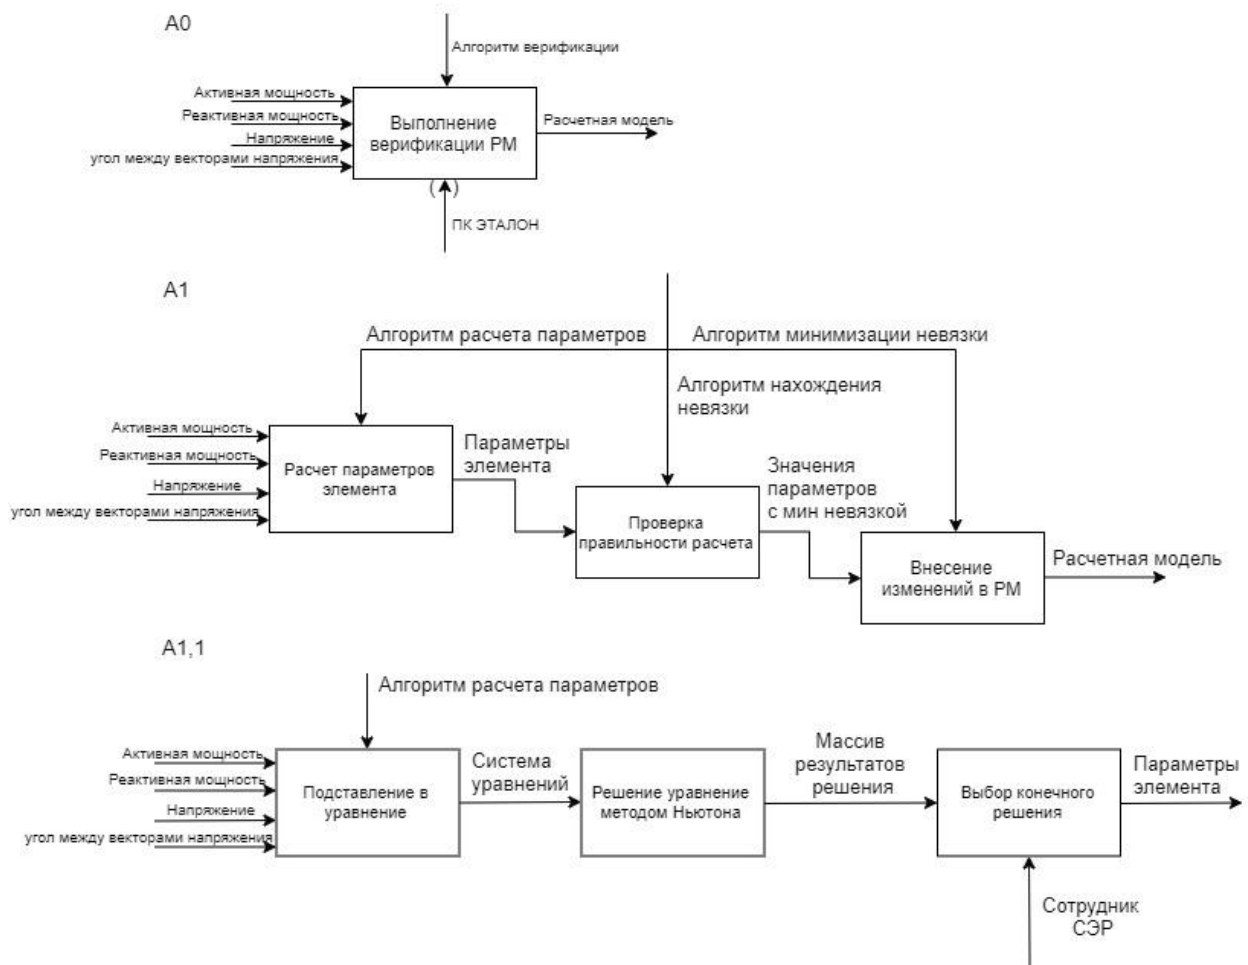 A0
Алгоритм верификации
Активная мощность
Реактивная мощность
Напряжение
угол между векторами напряжения
Выполнение
верификации РМ
Расчетная модель
ПК ЭТАЛОН
A1
Алгоритм расчета параметров
Алгоритм минимизации невязки
Алгоритм нахождения
невязки
Активная мощность
Реактивная мощность
Напряжение
угол между векторами напряжения
Расчет параметров
элемента
Параметры
элемента
Проверка
правильности расчета
Значения
параметров
с мин невязкой
Внесение
изменений в РМ
Расчетная модель
A1,1
Алгоритм расчета параметров
Активная мощность
Реактивная мощность
Напряжение
угол между векторами напряжения
Подставление в
уравнение
Система
уравнений
Решение уравнение
методом Ньютона
Массив
результатов
решения
Выбор конечного
решения
Параметры
элемента
Сотрудник
СЭР